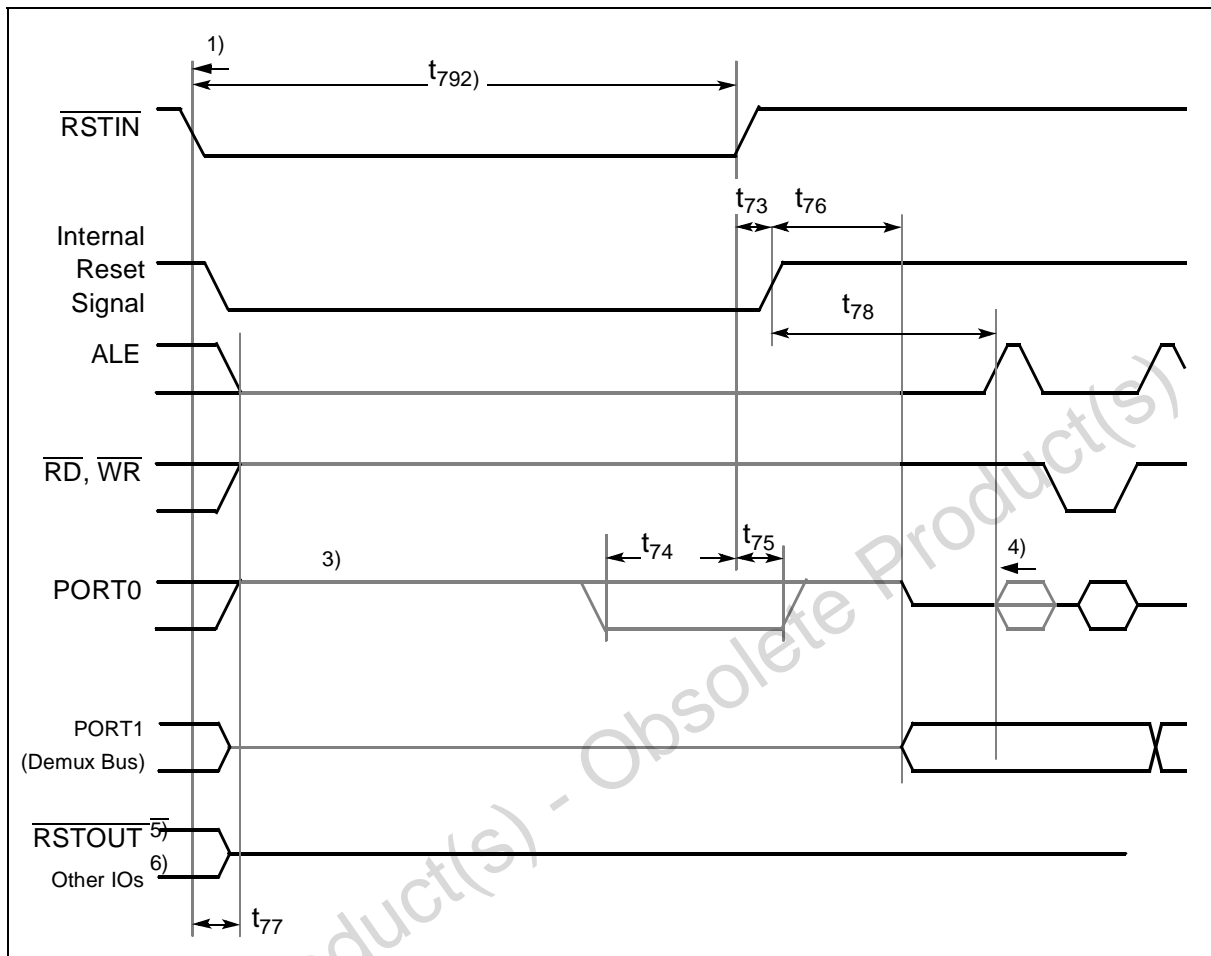 1)
t792)
RSTIN
t73 t76
Internal
Reset
Signal
t78
ALE
RD, WR
t74 t75
3)
4)
PORT0
PORT1
(Demux Bus)
RSTOUT 5)
Other IOs 6)
t77
oduct(s) - Obsolete Product(s)